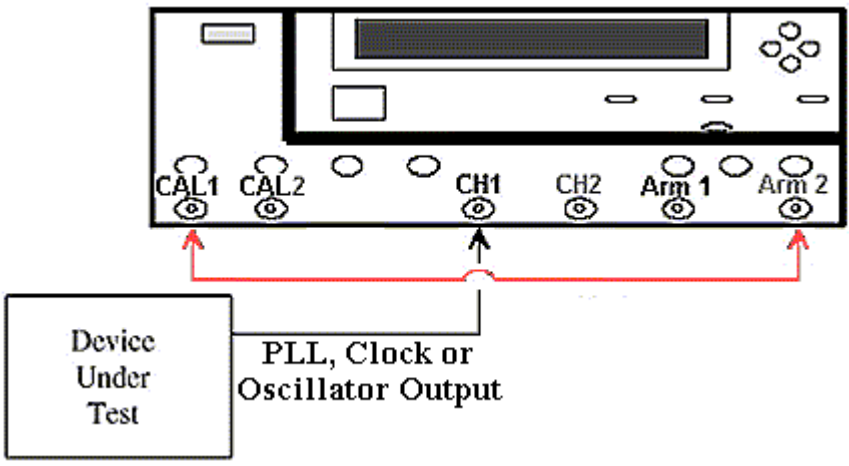 CAL1 CAL2 CH1 CH2 Arm 1 Arm 2
Device
Under
Test
PLL, Clock or
Oscillator Output